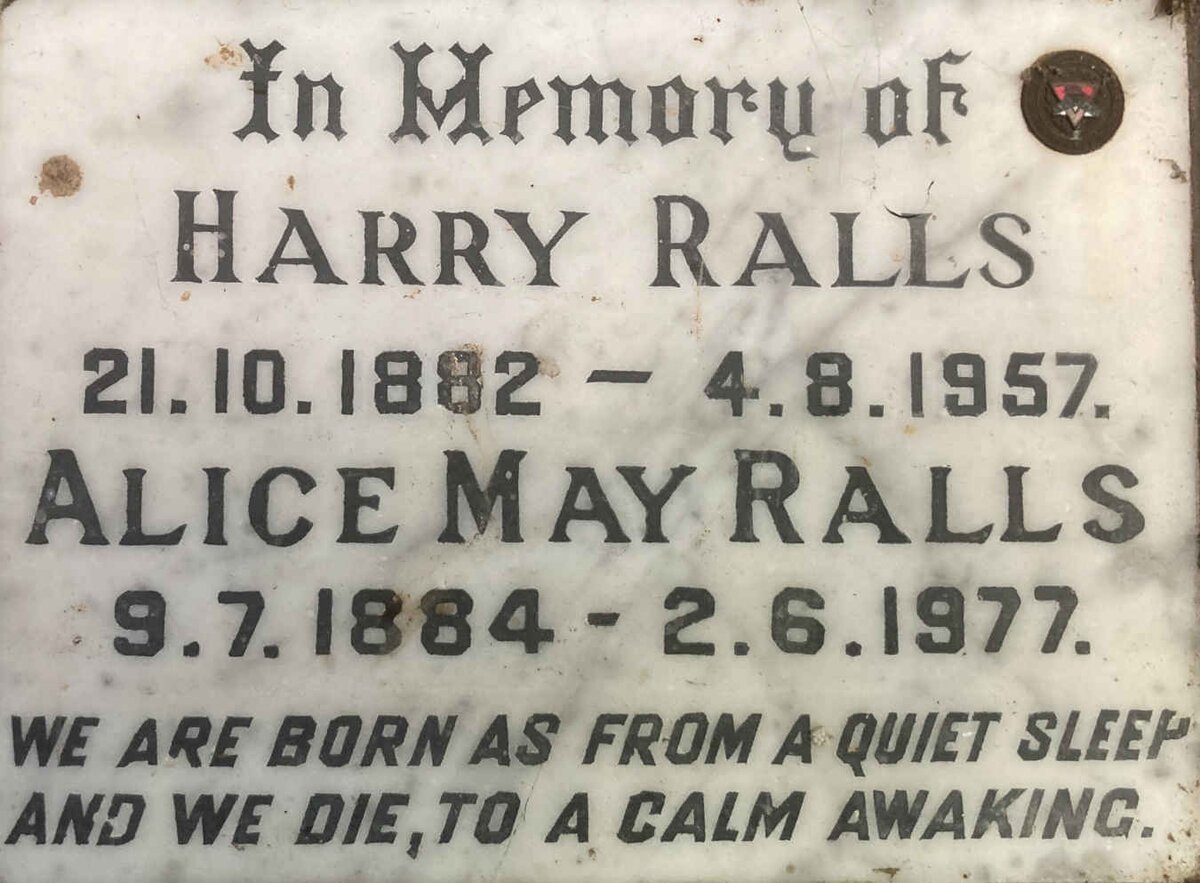 In Memory of
HARRY RALLS
21.10.1882 — 4.8.1957.
ALICE MAY RALLS
9.7.1884 - 2.6.1977.
WE ARE BORN AS FROM A QUIET SLEEP
AND WE DIE, TO A CALM AWAKING.